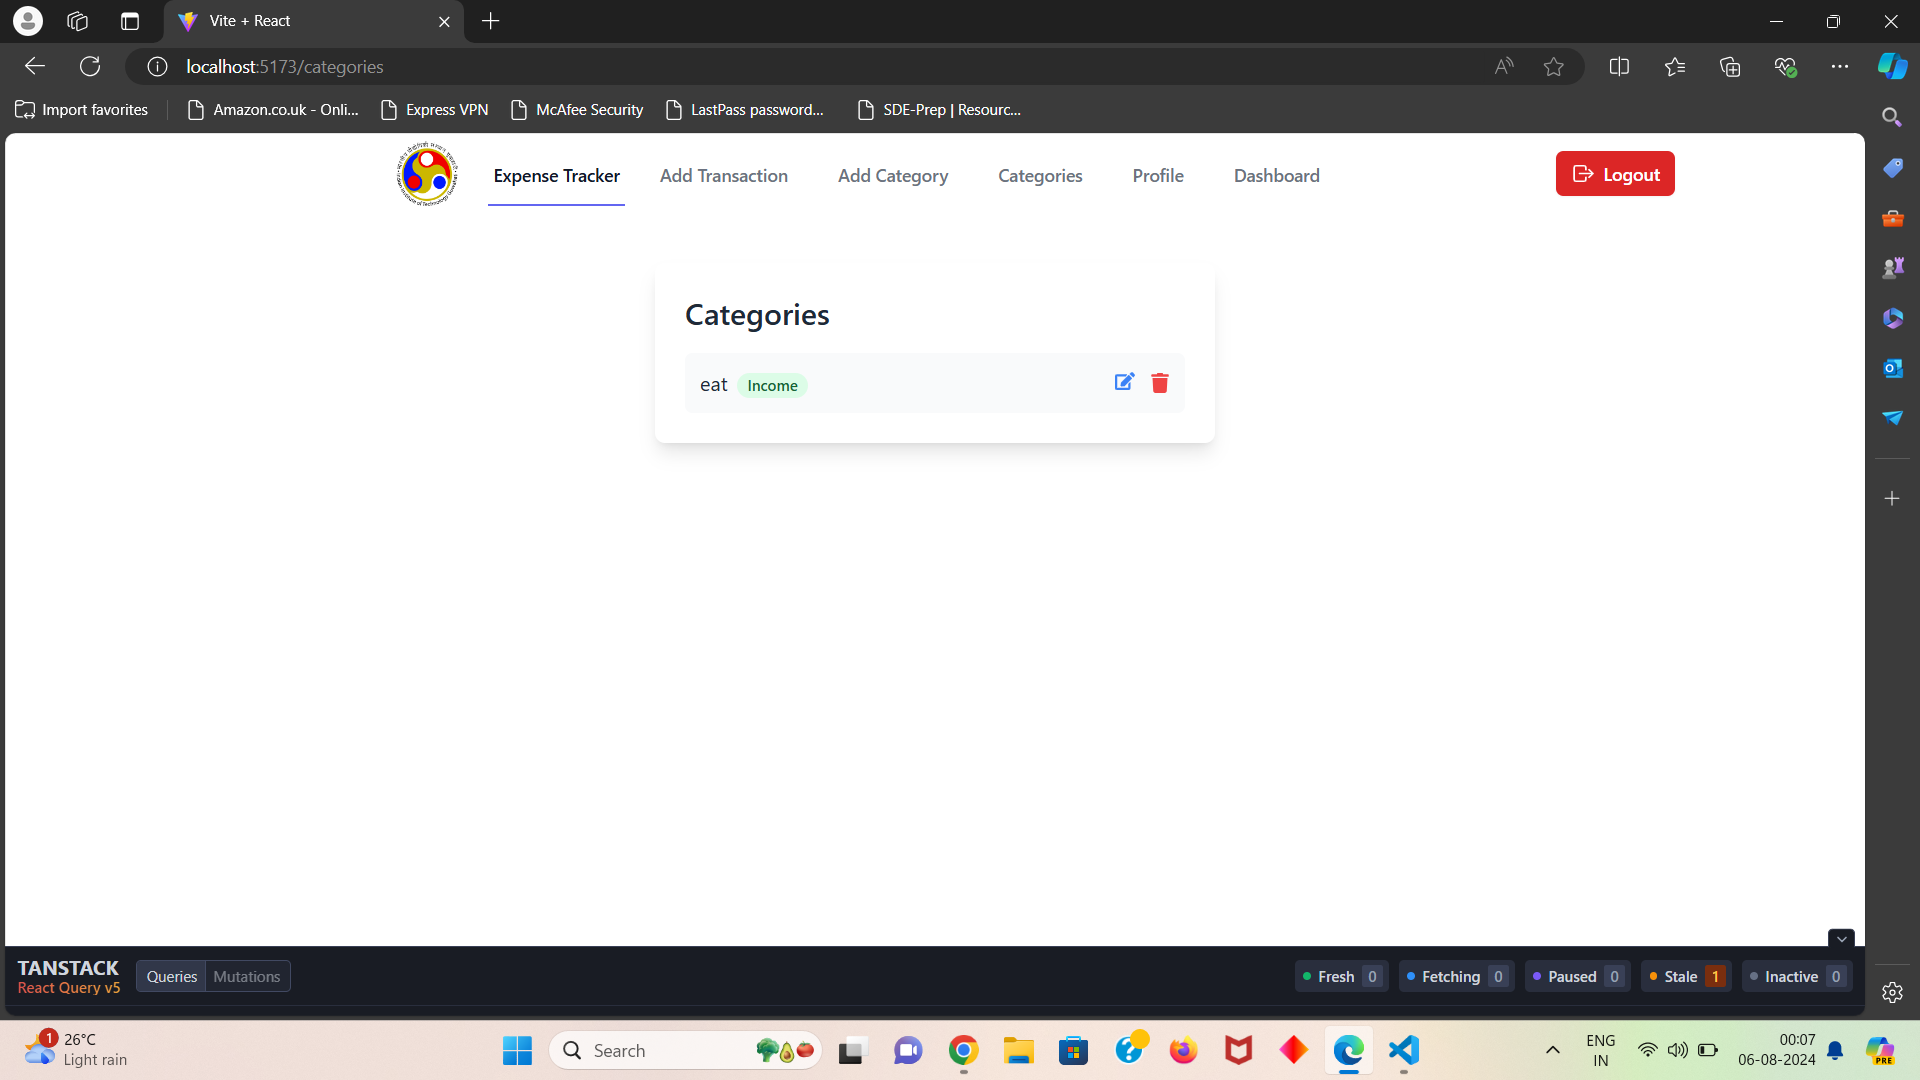 Vite + React
localhost:5173/categories
Import favorites
Amazon.co.uk - Onli...
Express VPN
McAfee Security
LastPass password...
SDE-Prep | Resourc...
Expense Tracker
Add Transaction
Add Category
Categories
Profile
Dashboard
Logout
Categories
eat Income
TANSTACK
React Query v5
Queries
Mutations
Fresh 0
Fetching 0
Paused 0
Stale 1
Inactive 0
1
26°C
Light rain
Search
ENG
IN
00:07
06-08-2024
PRE